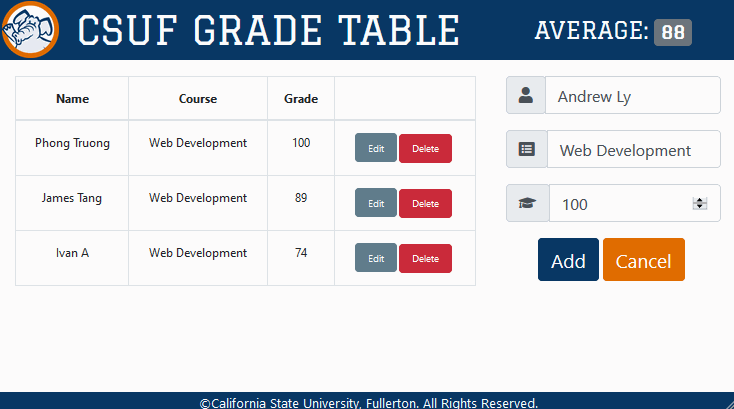 CSUF GRADE TABLE
AVERAGE: 88
Name Course Grade
Phong Truong Web Development 100 Edit Delete
James Tang Web Development 89 Edit Delete
Ivan A Web Development 74 Edit Delete
Andrew Ly
Web Development
100
Add Cancel
©California State University, Fullerton. All Rights Reserved.